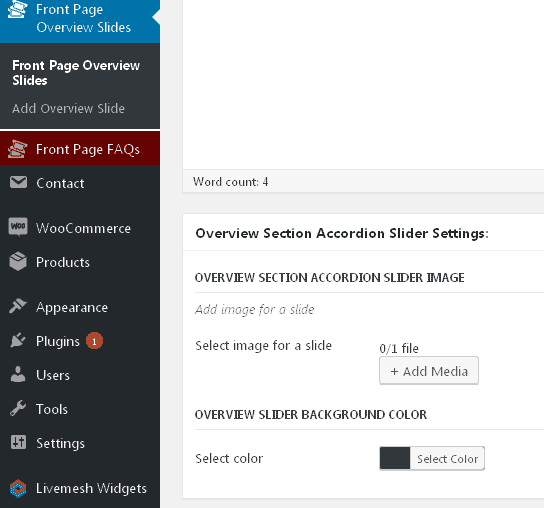 Front Page
Overview Slides
Front Page Overview
Slides
Add Overview Slide
Front Page FAQs
Contact
WOO
WooCommerce
Products
Appearance
Plugins 1
Users
Tools
Settings
Livemesh Widgets
Word count: 4
Overview Section Accordion Slider Settings:
OVERVIEW SECTION ACCORDION SLIDER IMAGE
Add image for a slide
Select image for a slide
0/1 file
+ Add Media
OVERVIEW SLIDER BACKGROUND COLOR
Select color
Select Color